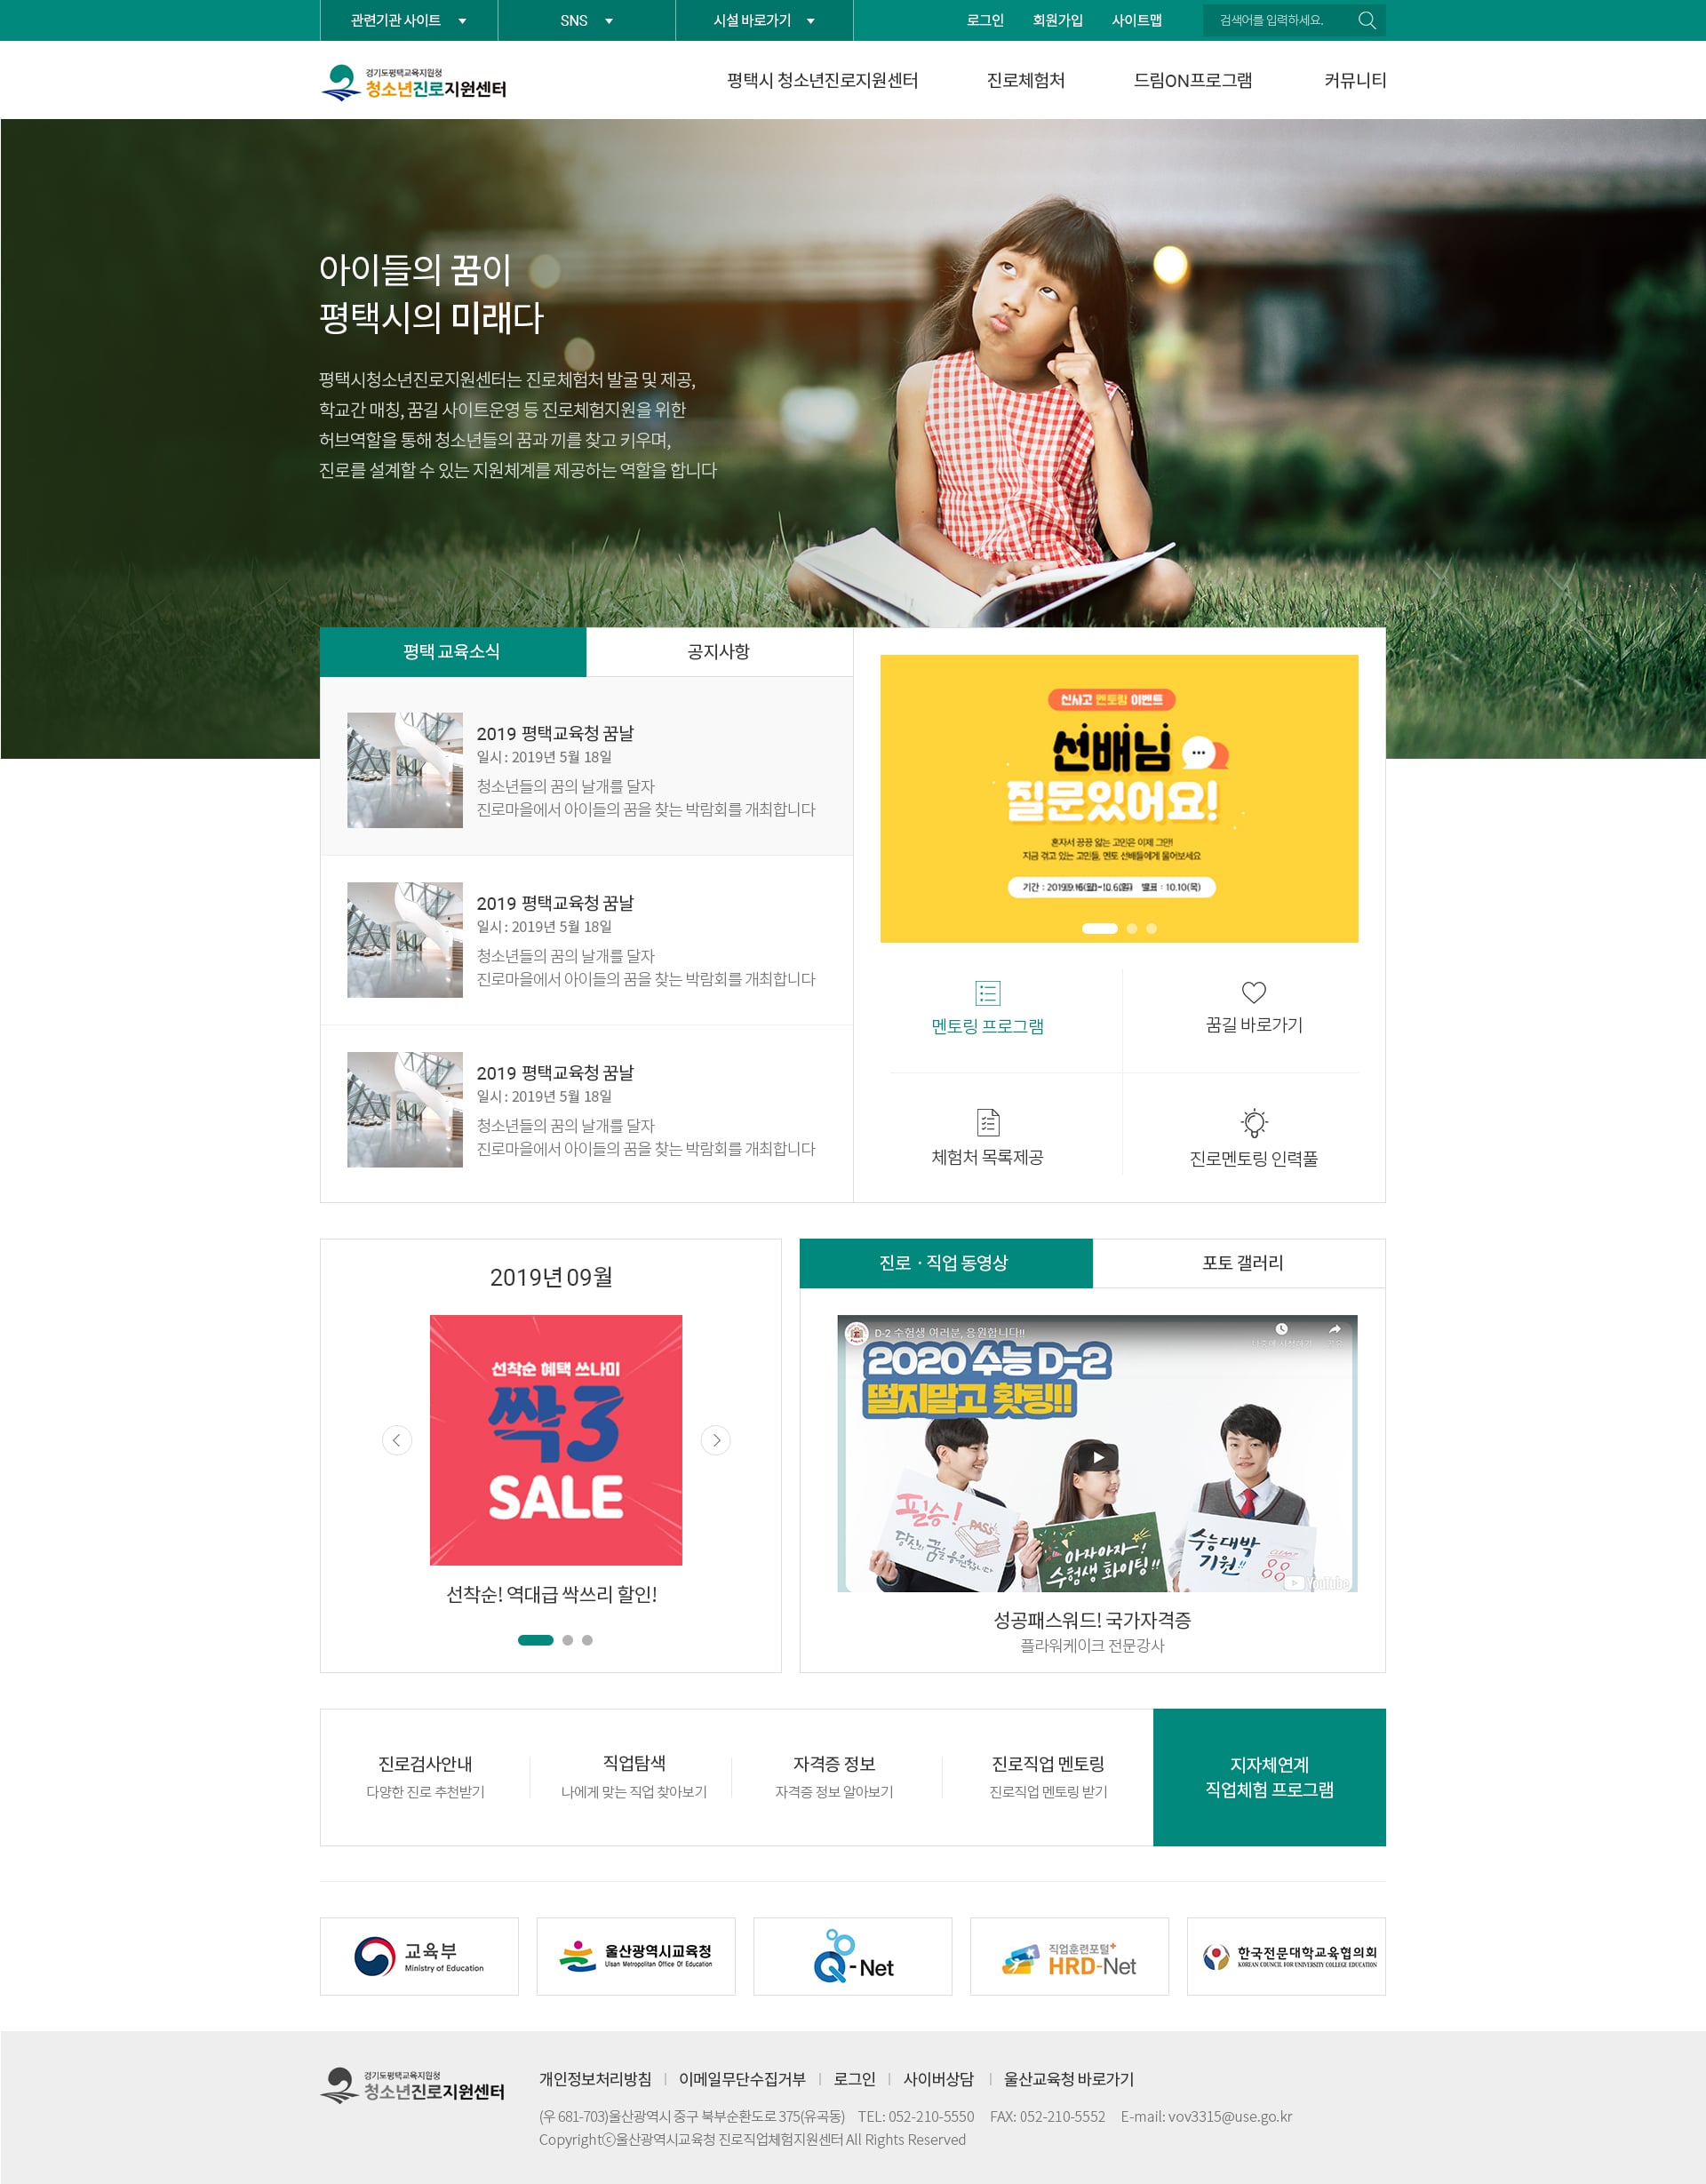 관련기관 사이트
SNS
시설 바로가기
로그인
회원가입
사이트맵
검색어를 입력하세요.
경기도평택교육지원청
청소년진로지원센터
평택시 청소년진로지원센터
진로체험처
드림ON프로그램
커뮤니티
아이들의 꿈이
평택시의 미래다
평택시청소년진로지원센터는 진로체험처 발굴 및 제공,
학교간 매칭, 꿈길 사이트운영 등 진로체험지원을 위한
허브역할을 통해 청소년들의 꿈과 끼를 찾고 키우며,
진로를 설계할 수 있는 지원체계를 제공하는 역할을 합니다
평택 교육소식
공지사항
2019 평택교육청 꿈날
일시 : 2019년 5월 18일
청소년들의 꿈의 날개를 달자
진로마을에서 아이들의 꿈을 찾는 박람회를 개최합니다
2019 평택교육청 꿈날
일시 : 2019년 5월 18일
청소년들의 꿈의 날개를 달자
진로마을에서 아이들의 꿈을 찾는 박람회를 개최합니다
2019 평택교육청 꿈날
일시 : 2019년 5월 18일
청소년들의 꿈의 날개를 달자
진로마을에서 아이들의 꿈을 찾는 박람회를 개최합니다
신사고 멘토링 이벤트
선배님
질문있어요!
혼자서 끙끙 앓는 고민은 이제 그만!
지금 겪고 있는 고민들, 멘토 선배들에게 물어보세요
기간 : 발표 : 10.10(목)
멘토링 프로그램
꿈길 바로가기
체험처 목록제공
진로멘토링 인력풀
2019년 09월
선착순 혜택 쓰나미
싹3
SALE
선착순! 역대급 싹쓰리 할인!
진로 · 직업 동영상
포토 갤러리
D-2 수험생 여러분, 응원합니다!!
2020 수능 D-2
떨지말고 홧팅!!
필승!
PASS
당신의 꿈을 응원합니다
아자아자!
수험생 화이팅!!
수능대박
기원!!
YouTube
성공패스워드! 국가자격증
플라워케이크 전문강사
진로검사안내
다양한 진로 추천받기
직업탐색
나에게 맞는 직업 찾아보기
자격증 정보
자격증 정보 알아보기
진로직업 멘토링
진로직업 멘토링 받기
지자체연계
직업체험 프로그램
교육부
Ministry of Education
울산광역시교육청
Ulsan Metropolitan Office Of Education
Q-Net
직업훈련포털+
HRD-Net
한국전문대학교육협의회
KOREAN COUNCIL FOR UNIVERSITY COLLEGE EDUCATION
경기도평택교육지원청
청소년진로지원센터
개인정보처리방침 | 이메일무단수집거부 | 로그인 | 사이버상담 | 울산교육청 바로가기
(우 681-703)울산광역시 중구 북부순환도로 375(유곡동) TEL: 052-210-5550 FAX: 052-210-5552 E-mail: vov3315@use.go.kr
Copyrightⓒ울산광역시교육청 진로직업체험지원센터 All Rights Reserved